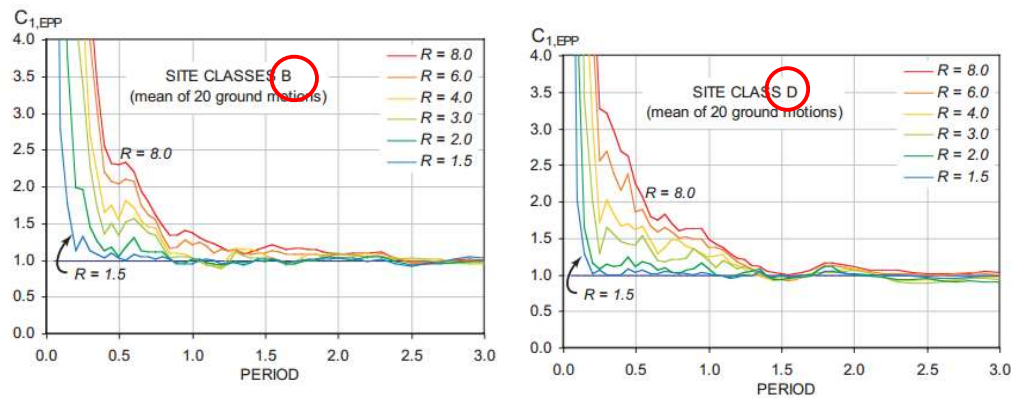 C1,EPP
4.0
3.5
3.0
2.5
2.0
1.5
1.0
0.5
0.0
SITE CLASSES B
(mean of 20 ground motions)
R = 8.0
R = 1.5
R = 8.0
R = 6.0
R = 4.0
R = 3.0
R = 2.0
R = 1.5
0.0 0.5 1.0 1.5 2.0 2.5 3.0
PERIOD
C1,EPP
4.0
3.5
3.0
2.5
2.0
1.5
1.0
0.5
0.0
SITE CLASS D
(mean of 20 ground motions)
R = 8.0
R = 1.5
R = 8.0
R = 6.0
R = 4.0
R = 3.0
R = 2.0
R = 1.5
0.0 0.5 1.0 1.5 2.0 2.5 3.0
PERIOD